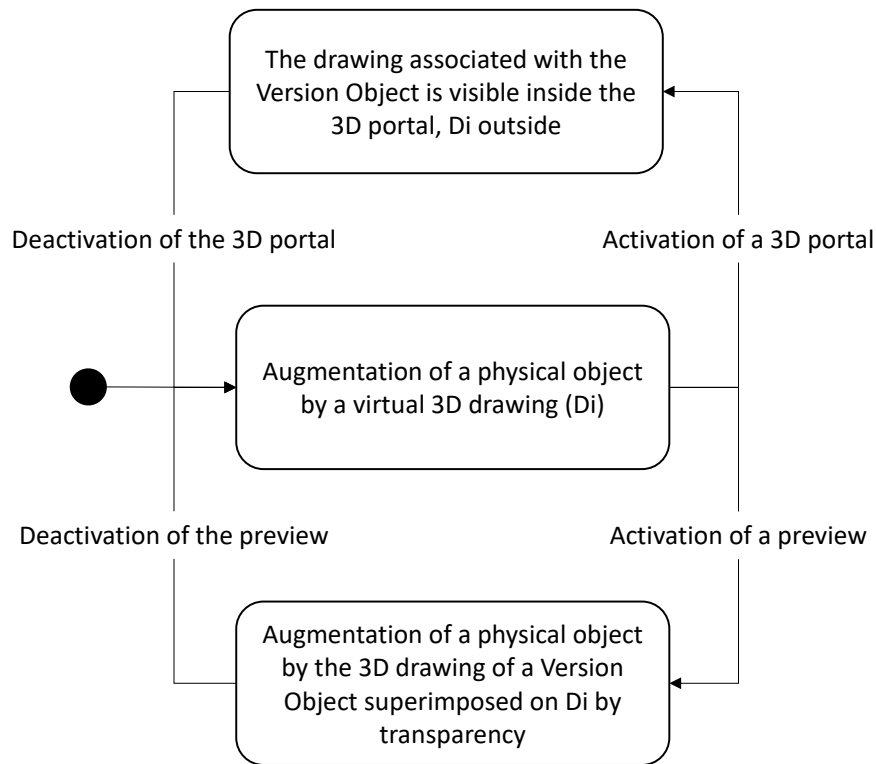 The drawing associated with the
Version Object is visible inside the
3D portal, Di outside
Deactivation of the 3D portal
Activation of a 3D portal
Augmentation of a physical object
by a virtual 3D drawing (Di)
Deactivation of the preview
Activation of a preview
Augmentation of a physical object
by the 3D drawing of a Version
Object superimposed on Di by
transparency